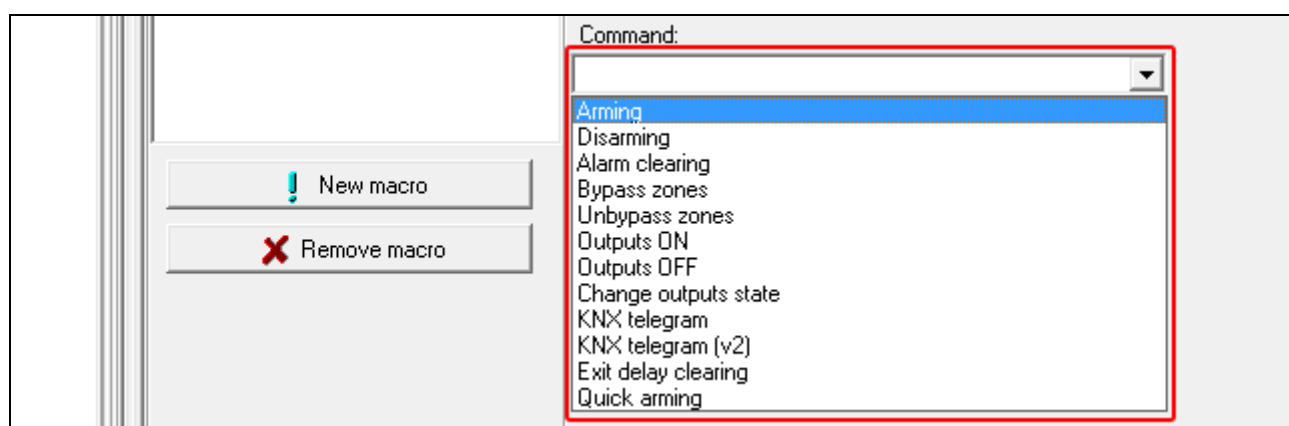 Command:
Arming
Disarming
Alarm clearing
Bypass zones
Unbypass zones
Outputs ON
Outputs OFF
Change outputs state
KNX telegram
KNX telegram (v2)
Exit delay clearing
Quick arming
New macro
Remove macro